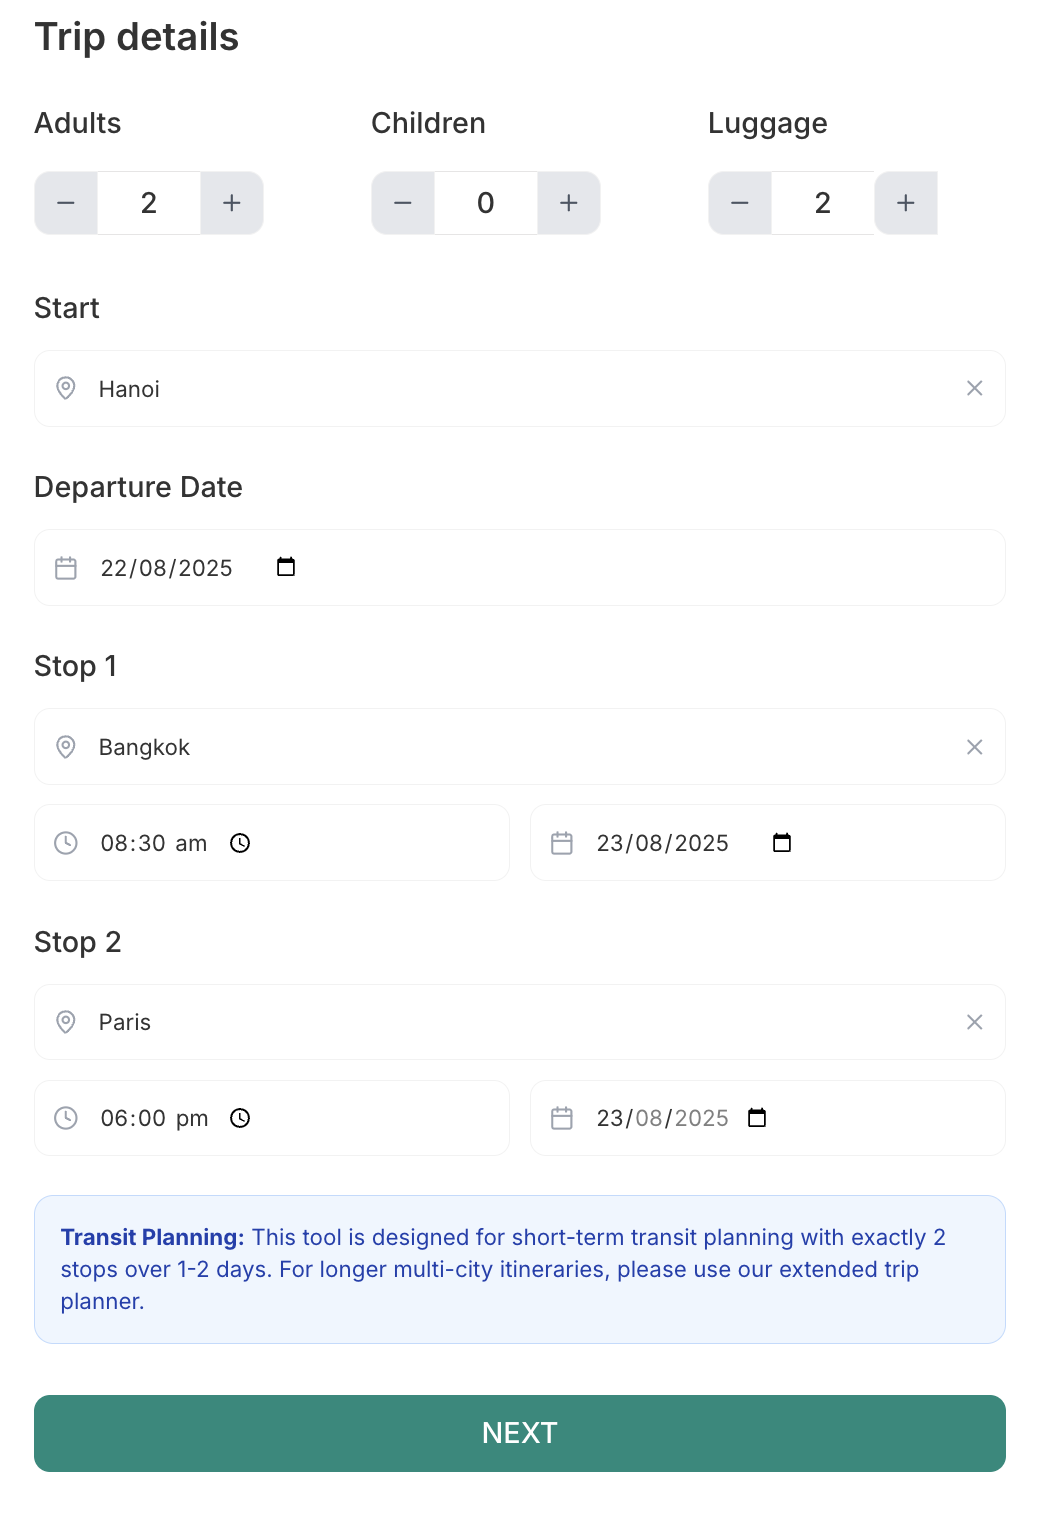 Trip details
Adults
Children
Luggage
− 2 +
− 0 +
− 2 +
Start
Hanoi
Departure Date
22/08/2025
Stop 1
Bangkok
08:30 am
23/08/2025
Stop 2
Paris
06:00 pm
23/08/2025
Transit Planning: This tool is designed for short-term transit planning with exactly 2
stops over 1-2 days. For longer multi-city itineraries, please use our extended trip
planner.
NEXT